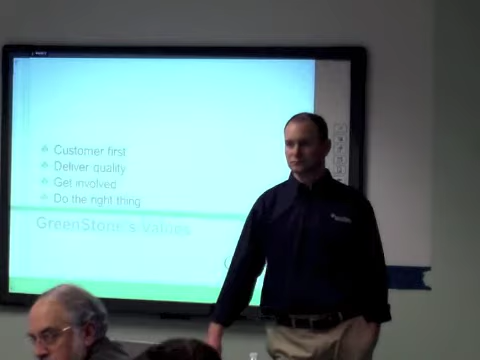 Customer first
Deliver quality
Get involved
Do the right thing
GreenStone's values